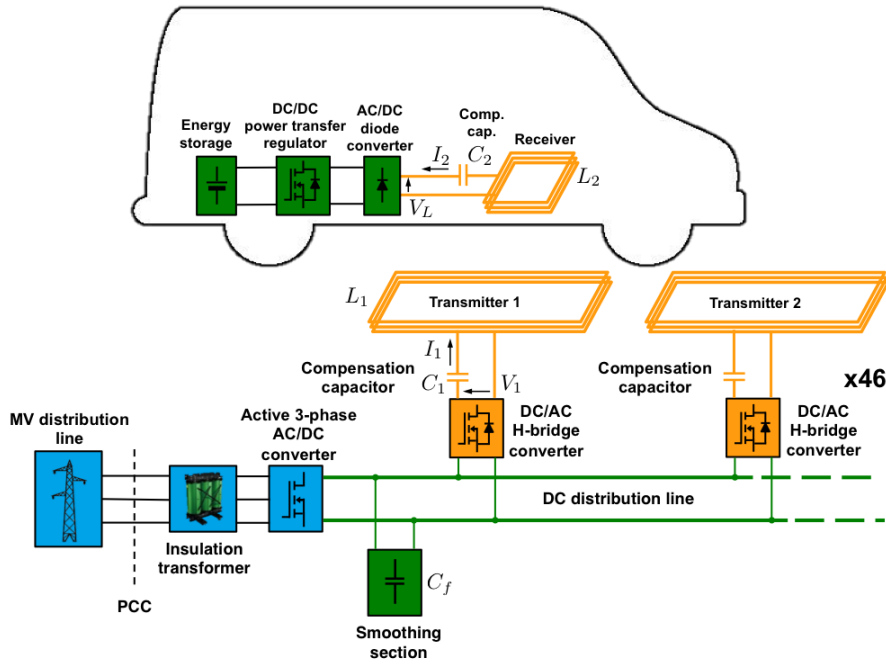 Energy
storage
DC/DC
power transfer
regulator
AC/DC
diode
converter
Comp.
cap.
Receiver
I₂
C₂
L₂
V_L
L₁
Transmitter 1
Transmitter 2
I₁
Compensation
capacitor
C₁
V₁
DC/AC
H-bridge
converter
Compensation
capacitor
x46
DC/AC
H-bridge
converter
MV distribution
line
Active 3-phase
AC/DC
converter
DC distribution line
Insulation
transformer
PCC
C_f
Smoothing
section